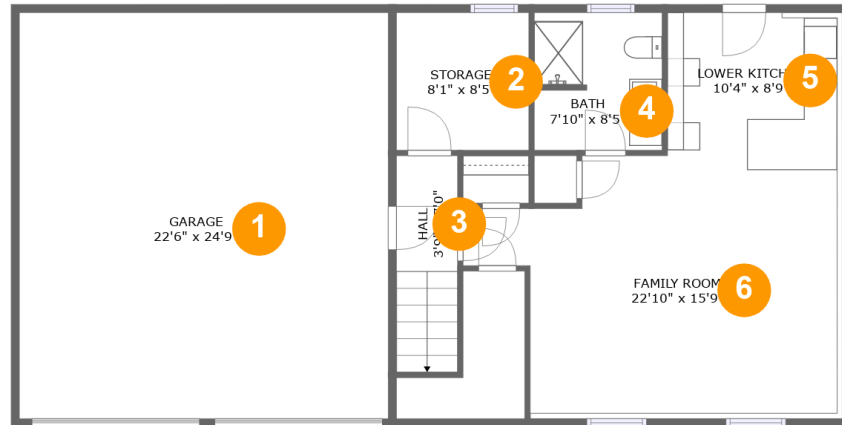 GARAGE
22'6" x 24'9
1
STORAGE
8'1" x 8'5
2
HALL
3
BATH
7'10" x 8'5
4
LOWER KITCH
10'4" x 8'9
5
FAMILY ROOM
22'10" x 15'9
6